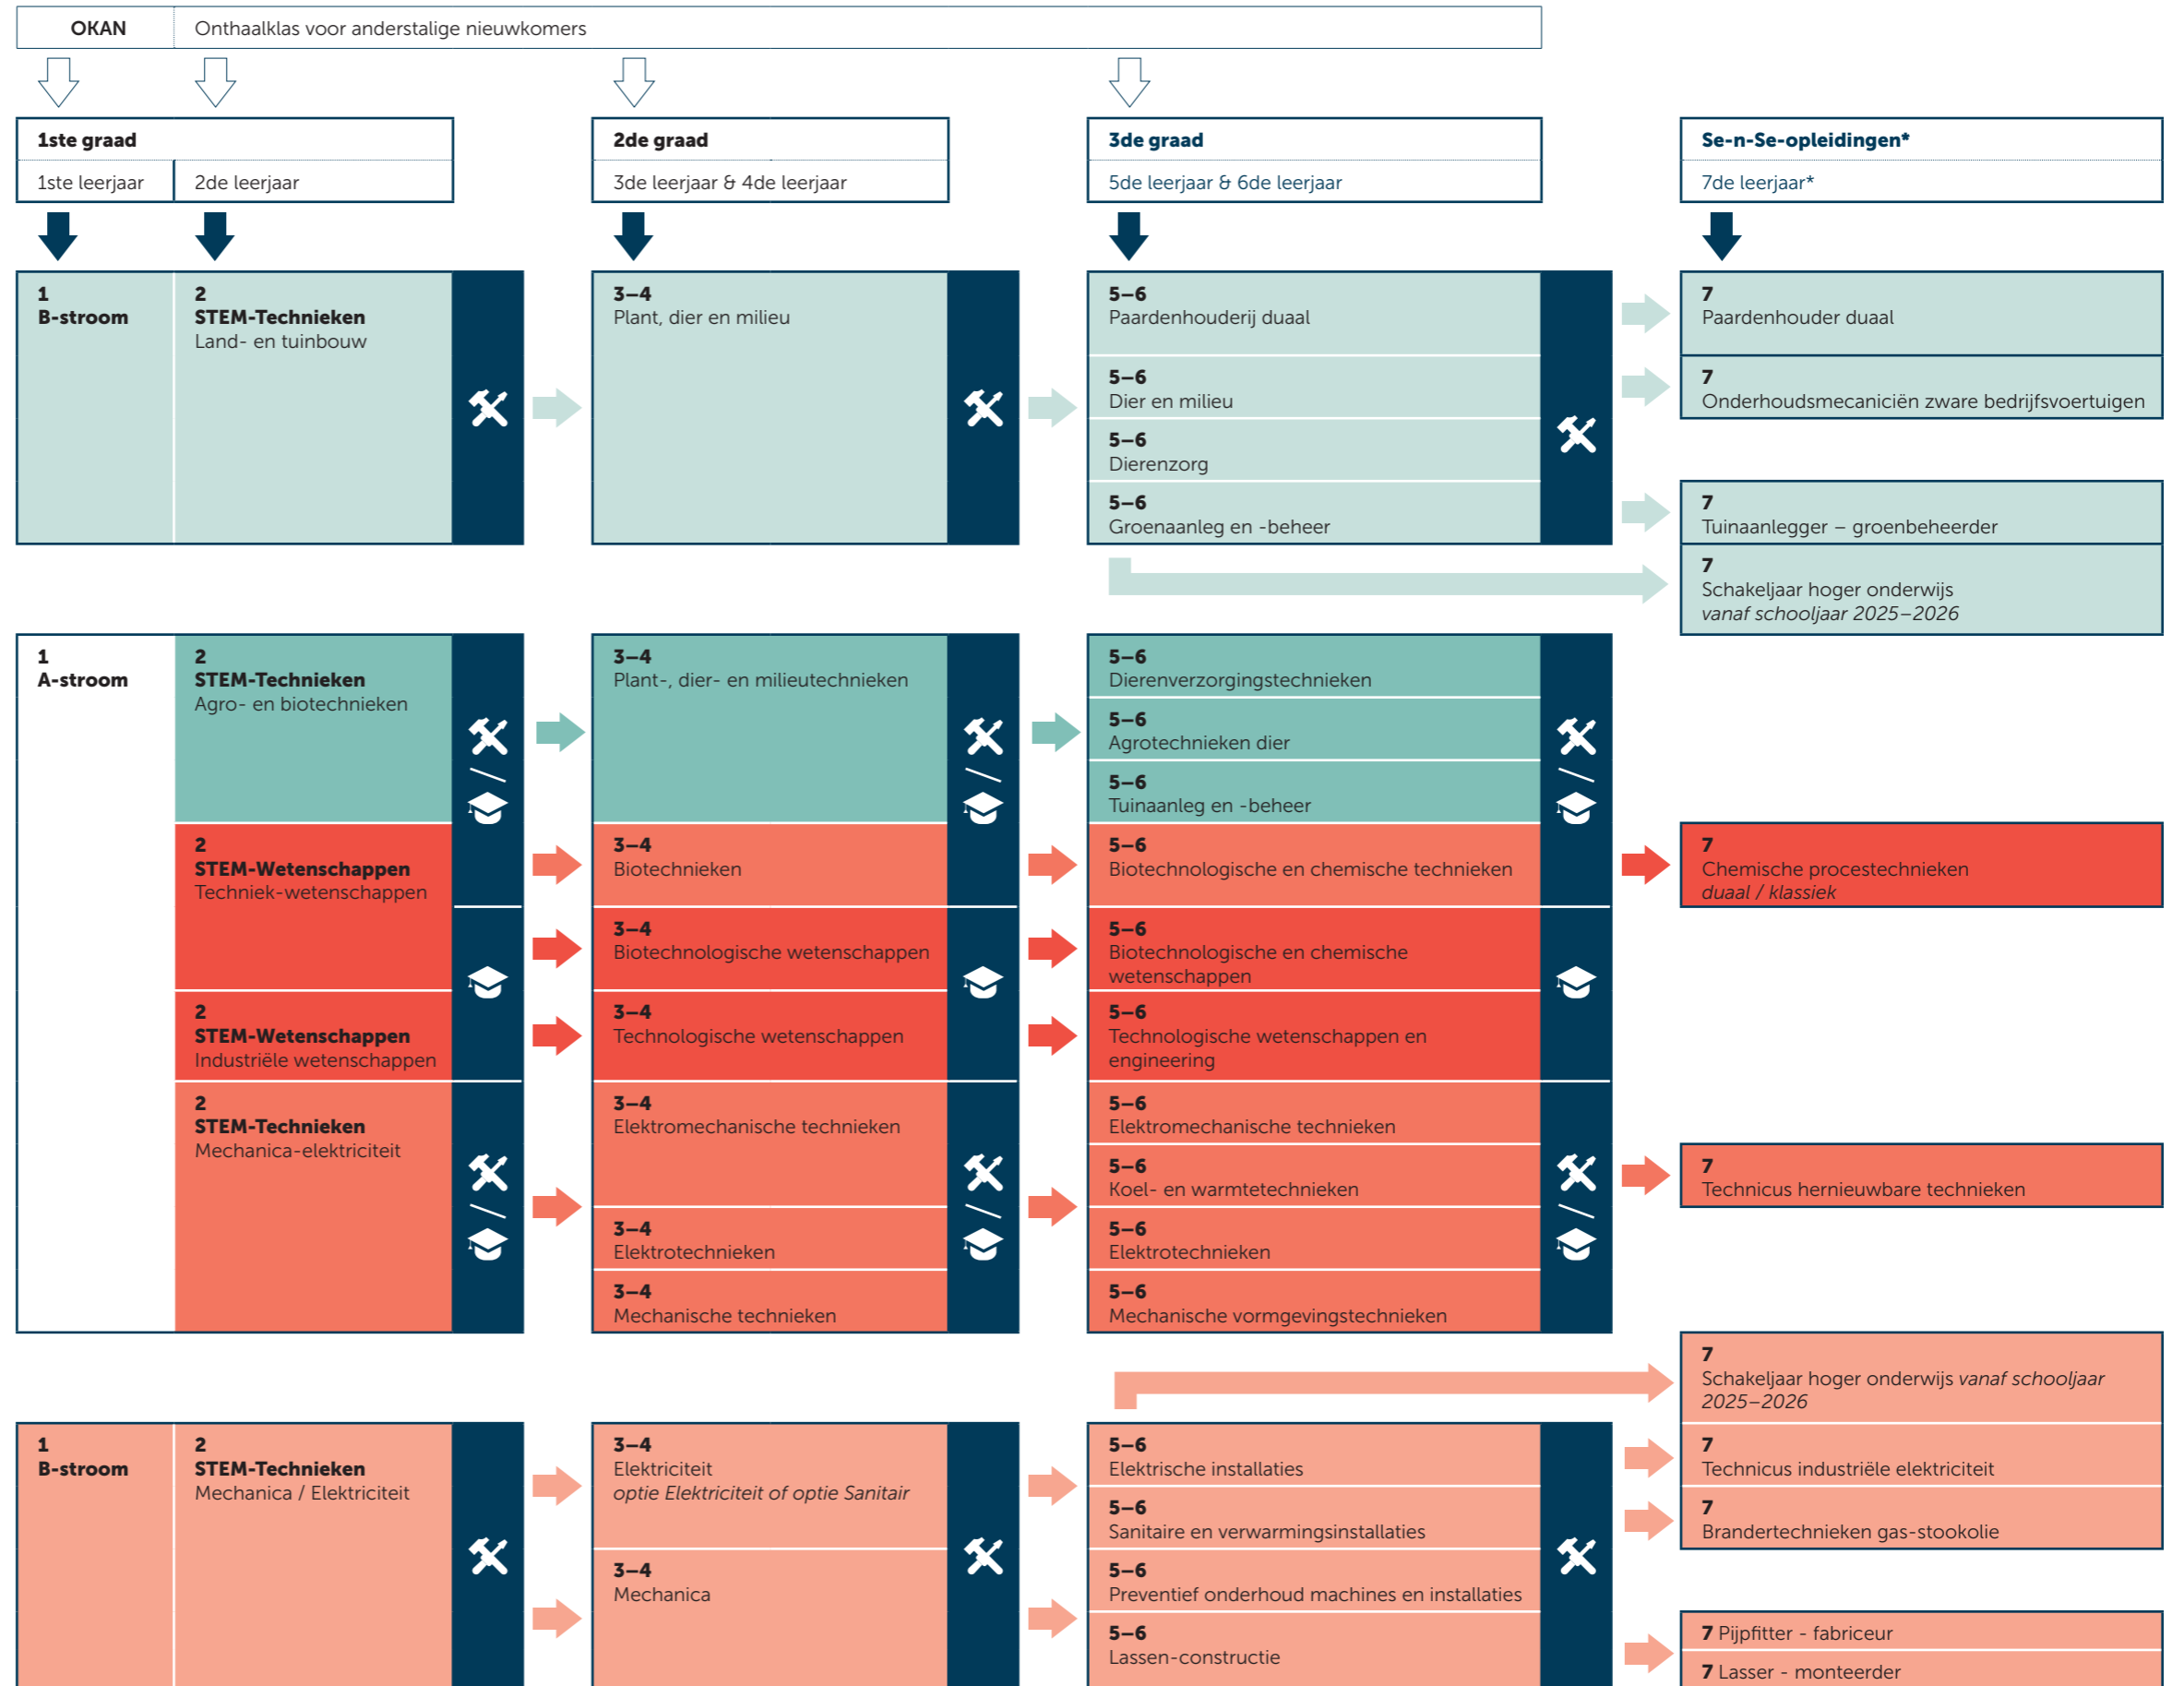 OKAN
Onthaalklas voor anderstalige nieuwkomers
1ste graad
1ste leerjaar
2de leerjaar
2de graad
3de leerjaar & 4de leerjaar
3de graad
5de leerjaar & 6de leerjaar
Se-n-Se-opleidingen*
7de leerjaar*
1
B-stroom
2
STEM-Technieken
Land- en tuinbouw
3–4
Plant, dier en milieu
5–6
Paardenhouderij duaal
5–6
Dier en milieu
5–6
Dierenzorg
5–6
Groenaanleg en -beheer
7
Paardenhouder duaal
7
Onderhoudsmecaniciën zware bedrijfsvoertuigen
7
Tuinaanlegger – groenbeheerder
7
Schakeljaar hoger onderwijs
vanaf schooljaar 2025–2026
1
A-stroom
2
STEM-Technieken
Agro- en biotechnieken
3–4
Plant-, dier- en milieutechnieken
5–6
Dierenverzorgingstechnieken
5–6
Agrotechnieken dier
5–6
Tuinaanleg en -beheer
2
STEM-Wetenschappen
Techniek-wetenschappen
3–4
Biotechnieken
5–6
Biotechnologische en chemische technieken
7
Chemische procestechnieken
duaal / klassiek
3–4
Biotechnologische wetenschappen
5–6
Biotechnologische en chemische
wetenschappen
2
STEM-Wetenschappen
Industriële wetenschappen
3–4
Technologische wetenschappen
5–6
Technologische wetenschappen en
engineering
2
STEM-Technieken
Mechanica-elektriciteit
3–4
Elektromechanische technieken
3–4
Elektrotechnieken
3–4
Mechanische technieken
5–6
Elektromechanische technieken
5–6
Koel- en warmtetechnieken
5–6
Elektrotechnieken
5–6
Mechanische vormgevingstechnieken
7
Technicus hernieuwbare technieken
7
Schakeljaar hoger onderwijs vanaf schooljaar
2025–2026
1
B-stroom
2
STEM-Technieken
Mechanica / Elektriciteit
3–4
Elektriciteit
optie Elektriciteit of optie Sanitair
3–4
Mechanica
5–6
Elektrische installaties
5–6
Sanitaire en verwarmingsinstallaties
5–6
Preventief onderhoud machines en installaties
5–6
Lassen-constructie
7
Technicus industriële elektriciteit
7
Brandertechnieken gas-stookolie
7 Pijpfitter - fabriceur
7 Lasser - monteerder